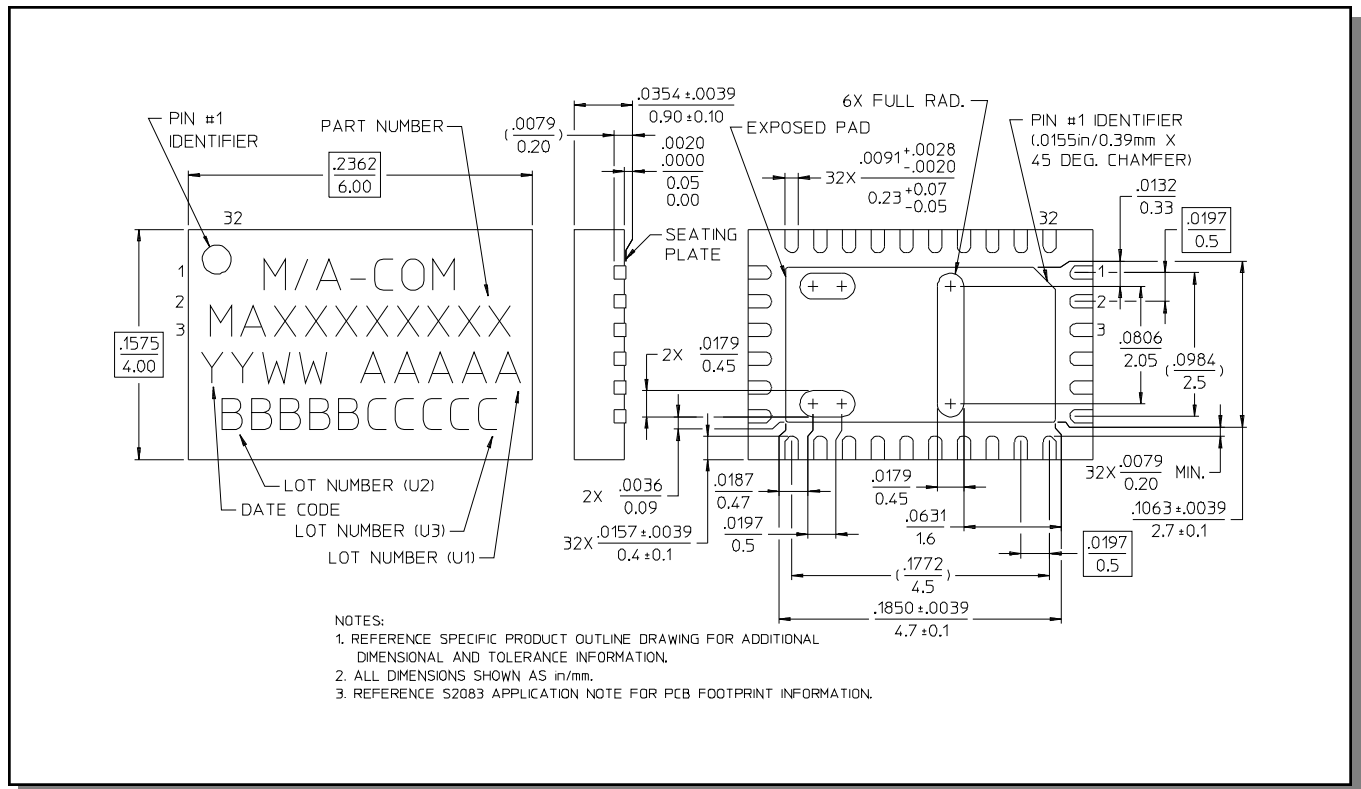 PIN #1
IDENTIFIER
PART NUMBER
.2362
6.00
32
1
2
3
.1575
4.00
M/A-COM
MAXXXXXXXXX
YYWW AAAAA
BBBBBCCCCC
LOT NUMBER (U2)
DATE CODE
LOT NUMBER (U3)
LOT NUMBER (U1)
.0354 ±.0039
0.90 ±0.10
(.0079)
0.20
.0020
.0000
0.05
0.00
SEATING
PLATE
EXPOSED PAD
6X FULL RAD.
32X .0091 +.0028
-.0020
0.23 +0.07
-0.05
PIN #1 IDENTIFIER
(.0155in/0.39mm X
45 DEG. CHAMFER)
32
.0132
0.33
.0197
0.5
1
2
3
.0806
2.05
(.0984)
2.5
2X .0179
0.45
2X .0036
0.09
32X .0157 ±.0039
0.4 ±0.1
.0187
0.47
.0197
0.5
.0179
0.45
.0631
1.6
32X .0079 MIN.
0.20
.1063 ±.0039
2.7 ±0.1
.0197
0.5
(.1772)
4.5
.1850 ±.0039
4.7 ±0.1
NOTES:
1. REFERENCE SPECIFIC PRODUCT OUTLINE DRAWING FOR ADDITIONAL
DIMENSIONAL AND TOLERANCE INFORMATION.
2. ALL DIMENSIONS SHOWN AS in/mm.
3. REFERENCE S2083 APPLICATION NOTE FOR PCB FOOTPRINT INFORMATION.